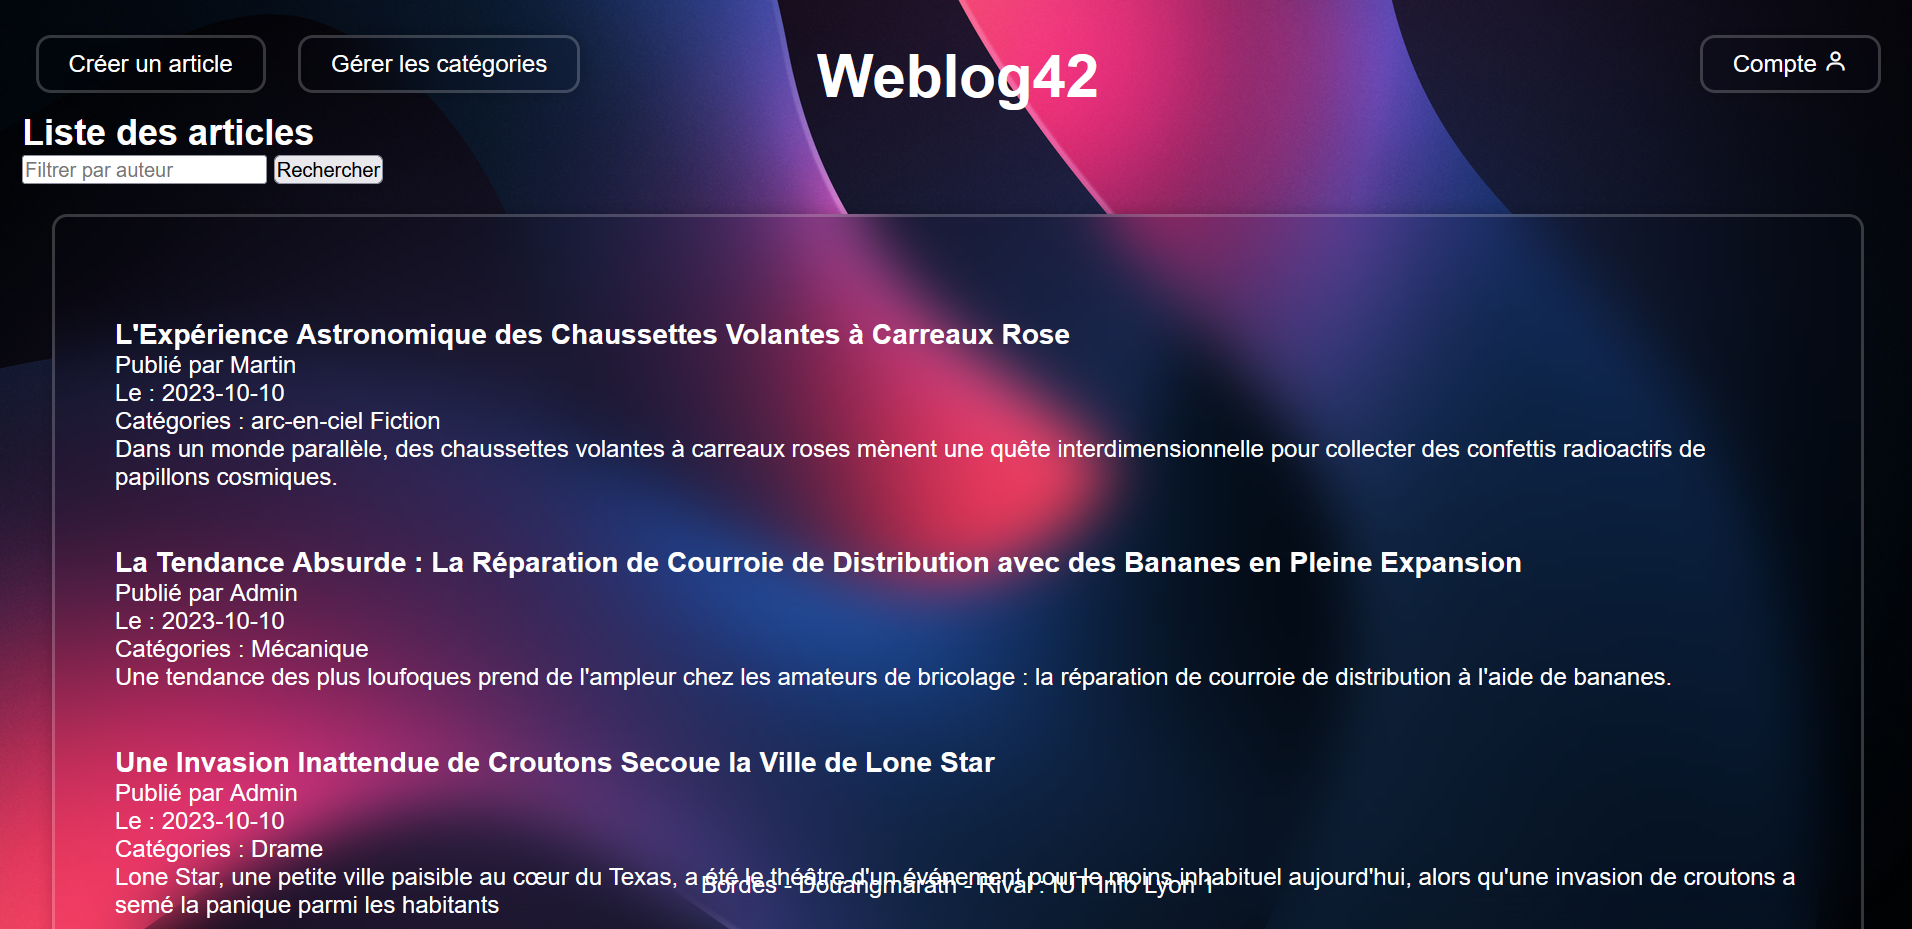 Créer un article
Gérer les catégories
Weblog42
Compte
Liste des articles
Filtrer par auteur
Rechercher
L'Expérience Astronomique des Chaussettes Volantes à Carreaux Rose
Publié par Martin
Le : 2023-10-10
Catégories : arc-en-ciel Fiction
Dans un monde parallèle, des chaussettes volantes à carreaux roses mènent une quête interdimensionnelle pour collecter des confettis radioactifs de
papillons cosmiques.
La Tendance Absurde : La Réparation de Courroie de Distribution avec des Bananes en Pleine Expansion
Publié par Admin
Le : 2023-10-10
Catégories : Mécanique
Une tendance des plus loufoques prend de l'ampleur chez les amateurs de bricolage : la réparation de courroie de distribution à l'aide de bananes.
Une Invasion Inattendue de Croutons Secoue la Ville de Lone Star
Publié par Admin
Le : 2023-10-10
Catégories : Drame
Lone Star, une petite ville paisible au cœur du Texas, a été le théâtre d'un événement pour le moins inhabituel aujourd'hui, alors qu'une invasion de croutons a
Bordes - Douangmarath - Rival : IUT Info Lyon 1
semé la panique parmi les habitants